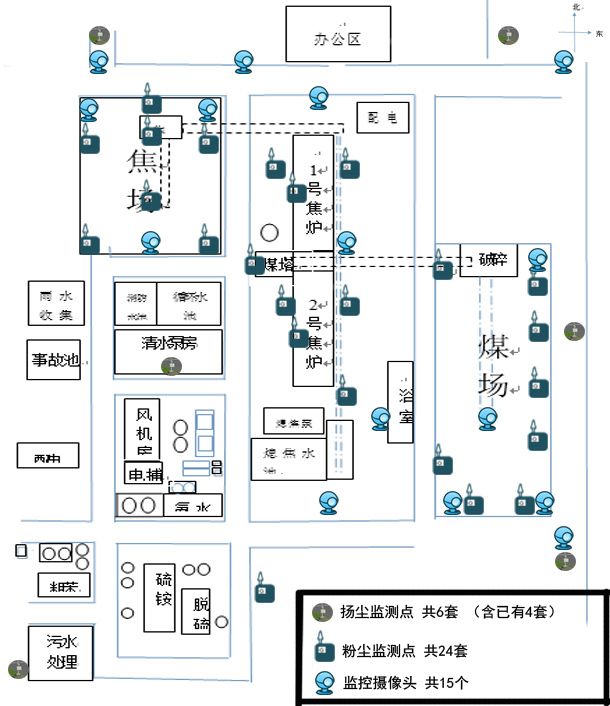 北
东
办公区
配 电
焦
场
1
号
焦
炉
煤塔
破碎
雨 水
收 集
消防
水池
循环水
池
清水泵房
事故池
2
号
焦
炉
煤
场
浴
室
风
机
房
熄焦泵
熄 焦 水
池
电捕
氨 水
粗苯
硫
铵
脱
硫
污水
处理
扬尘监测点 共6套 （含已有4套）
粉尘监测点 共24套
监控摄像头 共15个